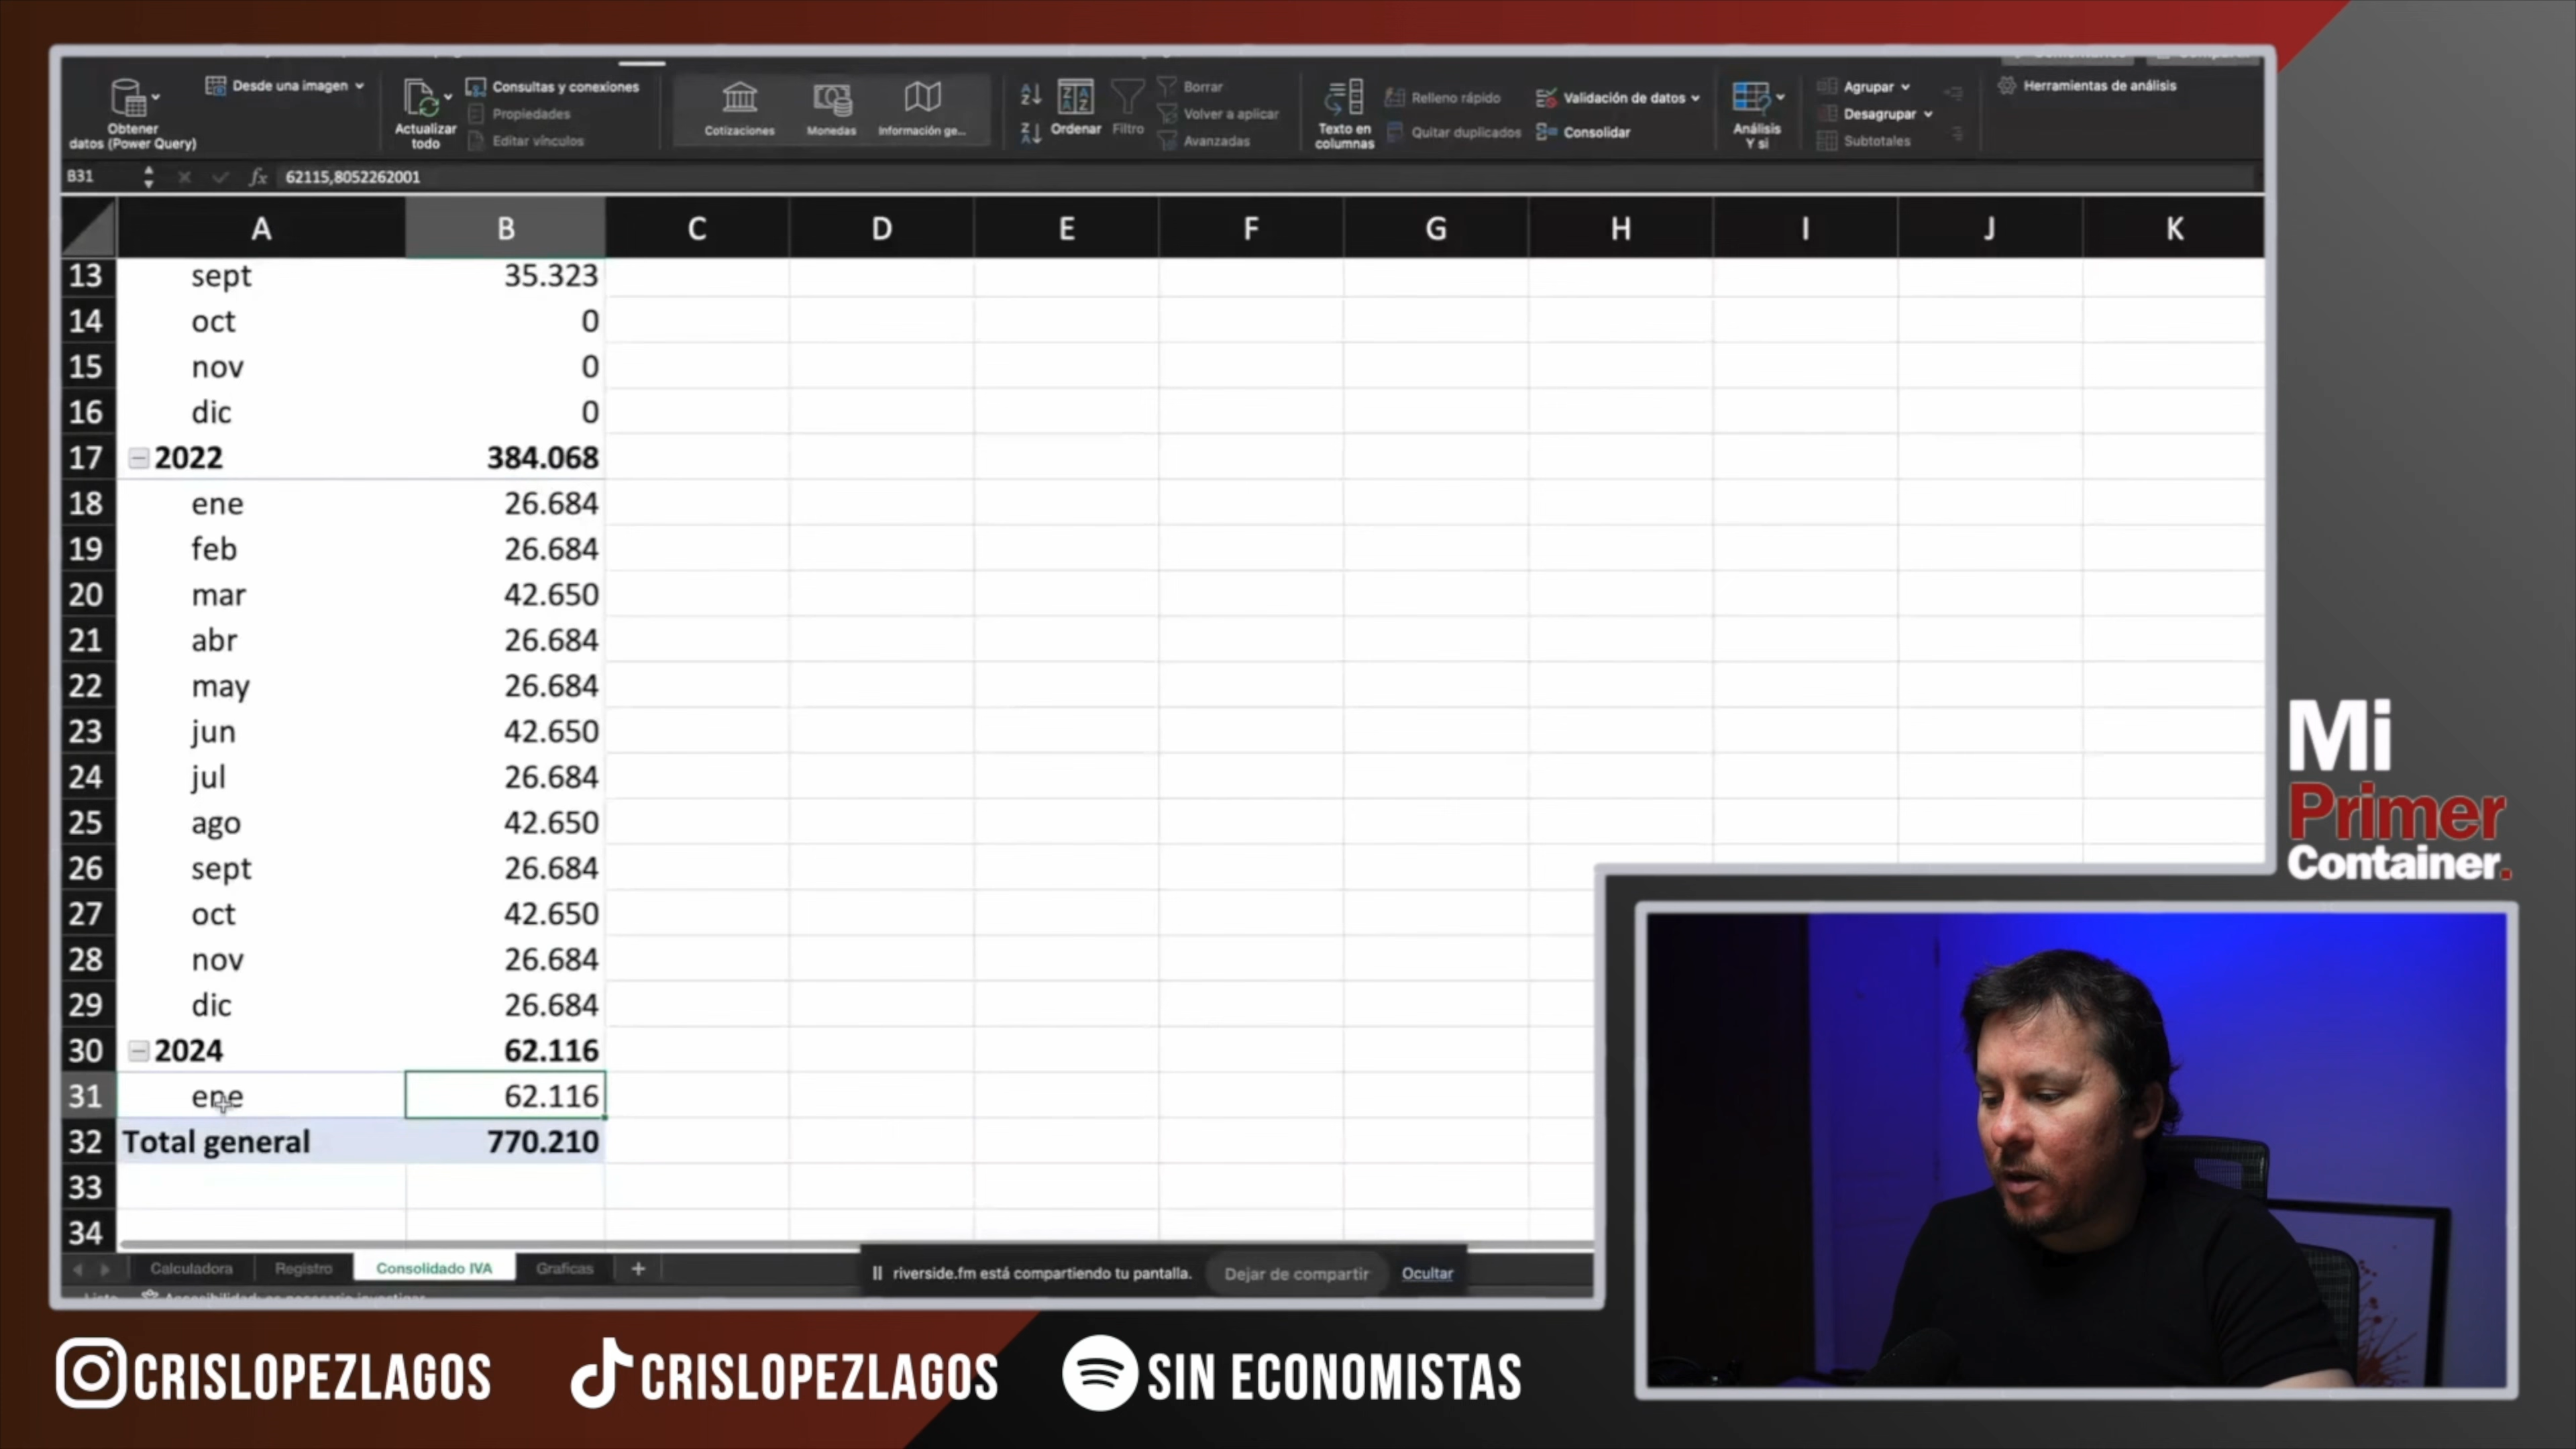 Desde una imagen
Obtener
datos (Power Query)
Actualizar
todo
Consultas y conexiones
Propiedades
Editar vínculos
Cotizaciones
Monedas
Información ge...
Ordenar
Filtro
Borrar
Volver a aplicar
Avanzadas
Texto en
columnas
Relleno rápido
Quitar duplicados
Validación de datos
Consolidar
Análisis
Y si
Agrupar
Desagrupar
Subtotales
Herramientas de análisis
B31 fx 62115,8052262001
A B C D E F G H I J K
13 sept 35.323
14 oct 0
15 nov 0
16 dic 0
17 2022 384.068
18 ene 26.684
19 feb 26.684
20 mar 42.650
21 abr 26.684
22 may 26.684
23 jun 42.650
24 jul 26.684
25 ago 42.650
26 sept 26.684
27 oct 42.650
28 nov 26.684
29 dic 26.684
30 2024 62.116
31 ene 62.116
32 Total general 770.210
33
34
Calculadora Registro Consolidado IVA Graficas +
riverside.fm está compartiendo tu pantalla. Dejar de compartir Ocultar
Mi
Primer
Container.
CRISLOPEZLAGOS CRISLOPEZLAGOS SIN ECONOMISTAS